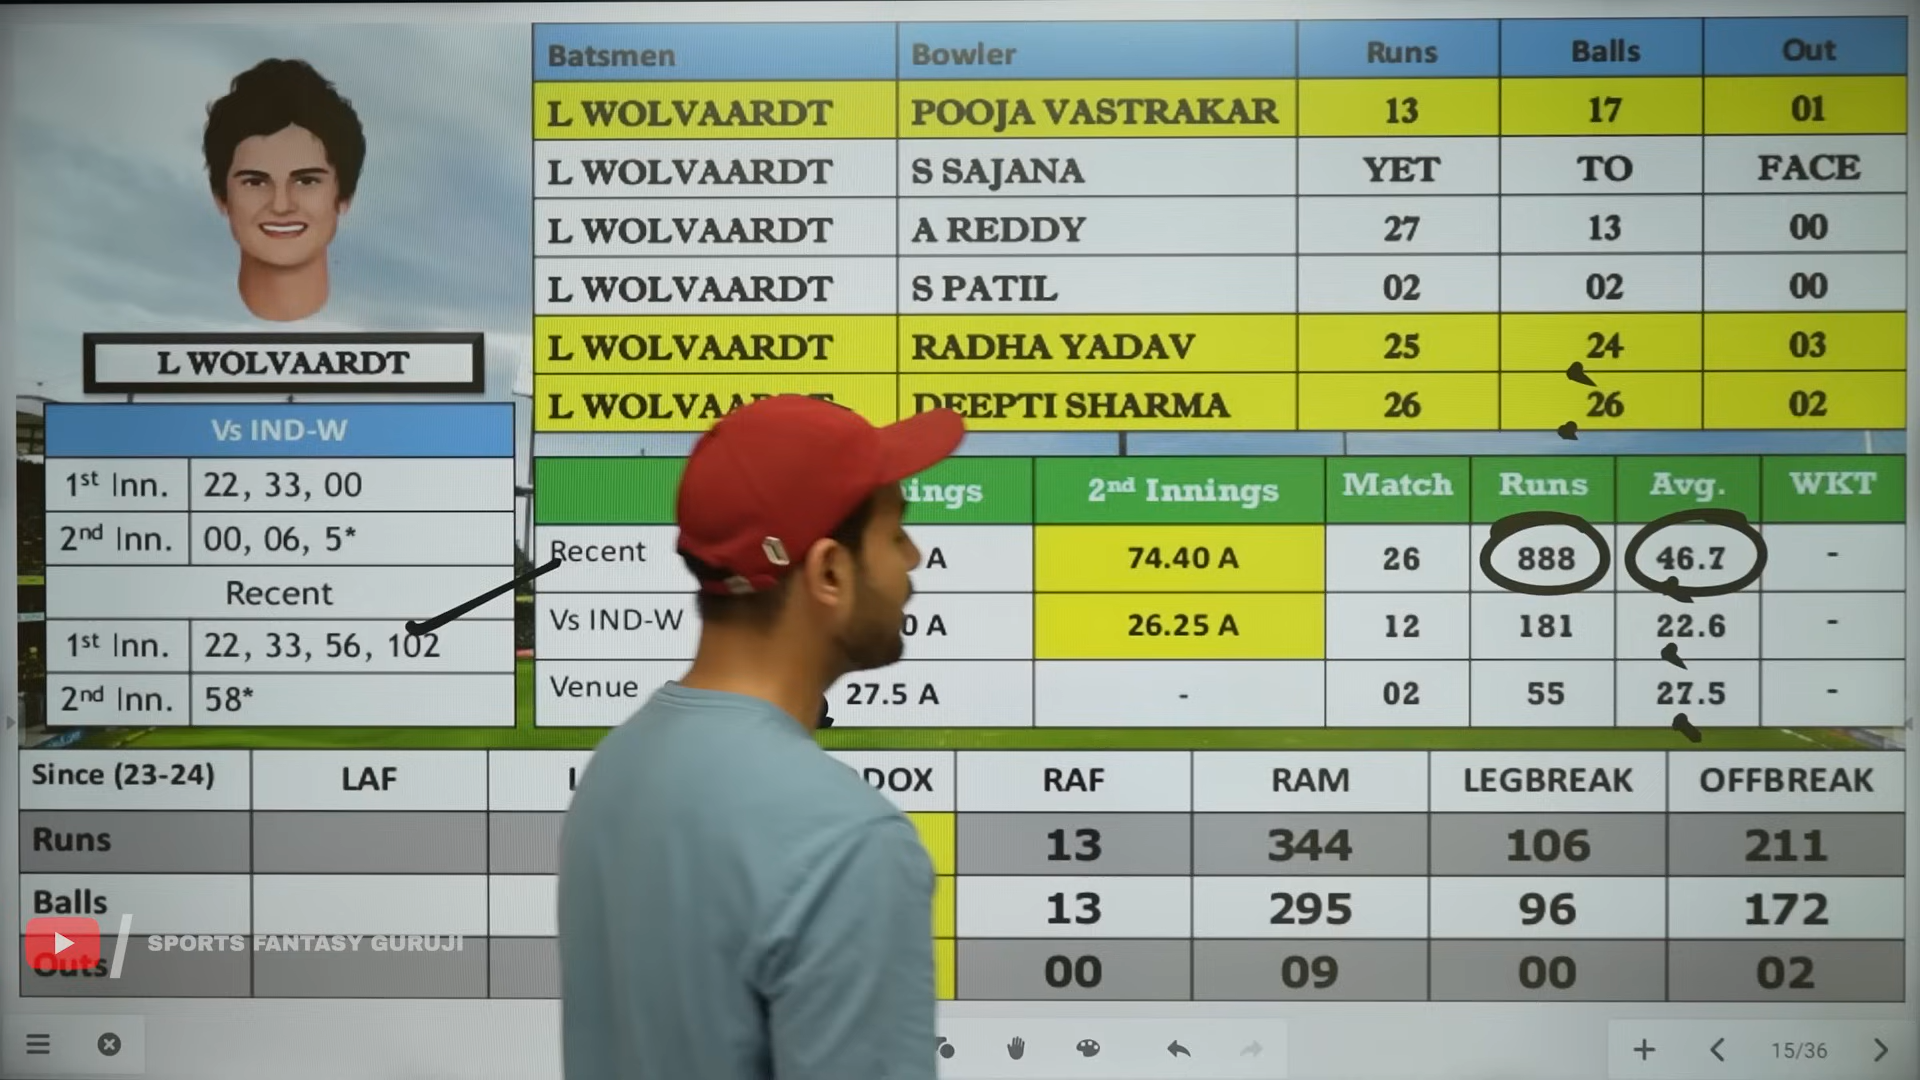 Batsmen Bowler Runs Balls Out
L WOLVAARDT POOJA VASTRAKAR 13 17 01
L WOLVAARDT S SAJANA YET TO FACE
L WOLVAARDT A REDDY 27 13 00
L WOLVAARDT S PATIL 02 02 00
L WOLVAARDT RADHA YADAV 25 24 03
DEEPTI SHARMA 26 26 02
L WOLVAARDT
Vs IND-W
1st Inn. 22, 33, 00
2nd Inn. 00, 06, 5*
Recent
1st Inn. 22, 33, 56, 102
2nd Inn. 58*
2nd Innings Match Runs Avg. WKT
Recent A 74.40 A 26 888 46.7 -
Vs IND-W A 26.25 A 12 181 22.6 -
Venue 27.5 A - 02 55 27.5 -
Since (23-24) LAF RAF RAM LEGBREAK OFFBREAK
Runs 13 344 106 211
Balls 13 295 96 172
Outs 00 09 00 02
SPORTS FANTASY GURUJI
15/36